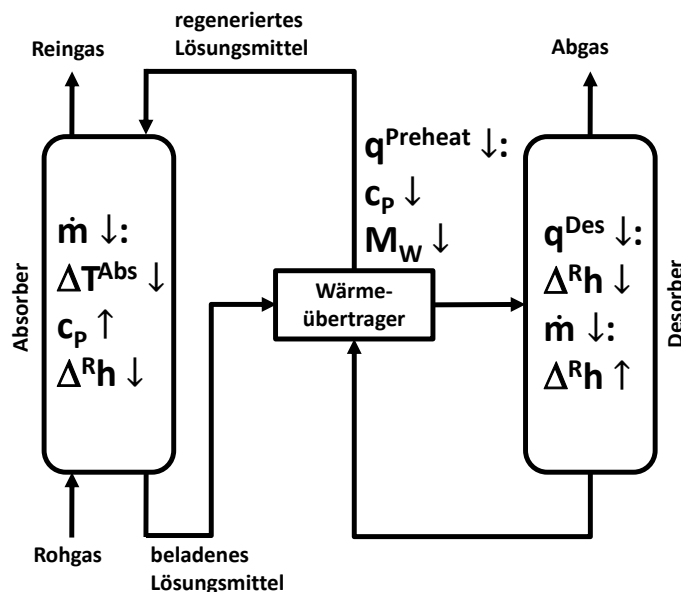 regeneriertes
Lösungsmittel
Reingas
Abgas
Absorber
ṁ ↓:
ΔT^Abs ↓
c_P ↑
Δ^R h ↓
q^Preheat ↓:
c_P ↓
M_W ↓
Wärme-
übertrager
q^Des ↓:
Δ^R h ↓
ṁ ↓:
Δ^R h ↑
Desorber
Rohgas
beladenes
Lösungsmittel